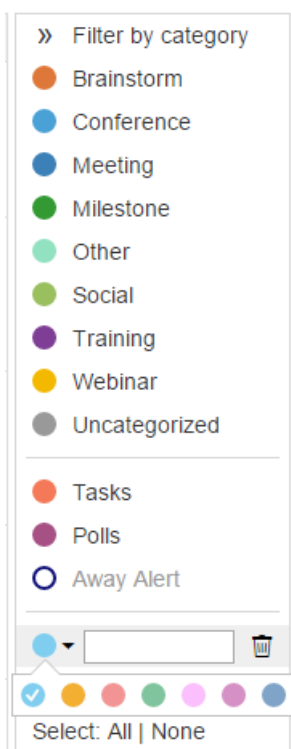 » Filter by category
Brainstorm
Conference
Meeting
Milestone
Other
Social
Training
Webinar
Uncategorized
Tasks
Polls
Away Alert
Select: All | None